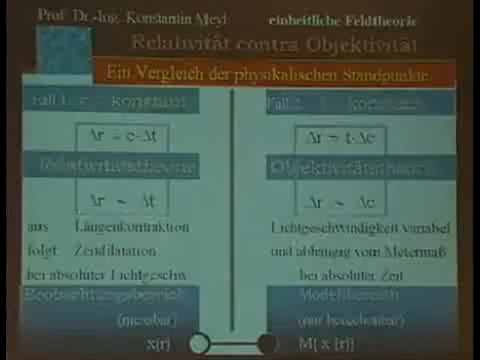 Prof. Dr.-Ing. Konstantin Meyl
einheitliche Feldtheorie
Relativität contra Objektivität
Ein Vergleich der physikalischen Standpunkte.
Fall 1: c = konstant
Δr = c·Δt
Relativitätstheorie
Δr ~ Δt
aus Längenkontraktion
folgt Zeitdilatation
bei absoluter Lichtgeschw.
Beobachtungsbereich
(messbar)
x(r)
Fall 2: konstant
Δr = t·Δc
Objektivitätstheorie
Δr ~ Δc
Lichtgeschwindigkeit variabel
und abhängig vom Metermaß
bei absoluter Zeit
Modellbereich
(nur berechenbar)
M{ x (r)}